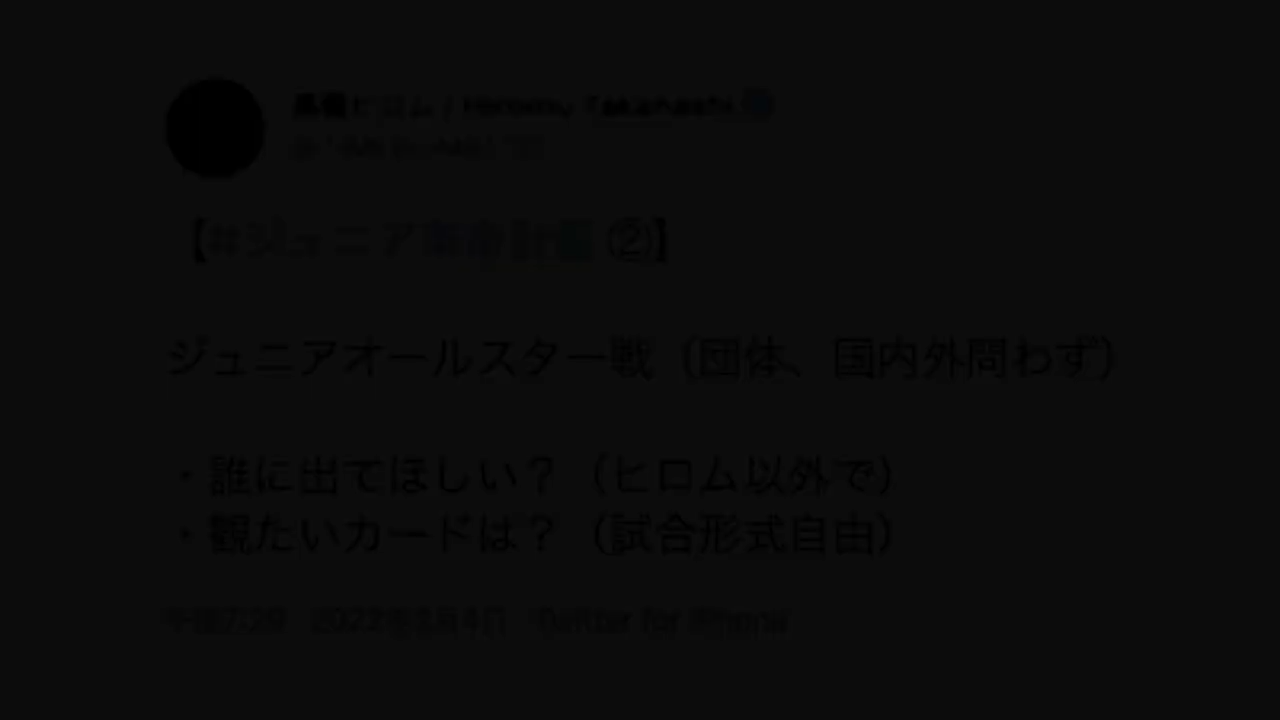 高橋ヒロム / Hiromu Takahashi
【#ジュニア革命計画 ②】
ジュニアオールスター戦（団体、国内外問わず）
・誰に出てほしい？（ヒロム以外で）
・観たいカードは？（試合形式自由）
Twitter for iPhone